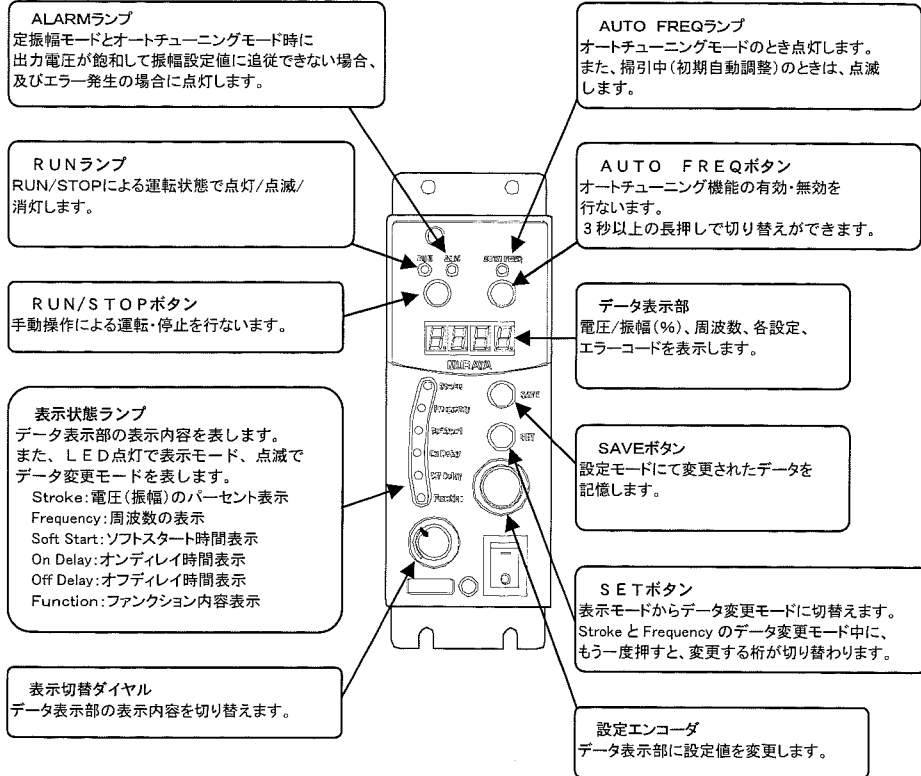 ALARMランプ
定振幅モードとオートチューニングモード時に
出力電圧が飽和して振幅設定値に追従できない場合、
及びエラー発生の場合に点灯します。
AUTO FREQランプ
オートチューニングモードのとき点灯します。
また、掃引中(初期自動調整)のときは、点滅
します。
RUNランプ
RUN/STOPによる運転状態で点灯/点滅/
消灯します。
AUTO FREQボタン
オートチューニング機能の有効・無効を
行ないます。
3秒以上の長押しで切り替えができます。
RUN/STOPボタン
手動操作による運転・停止を行ないます。
データ表示部
電圧/振幅(%)、周波数、各設定、
エラーコードを表示します。
表示状態ランプ
データ表示部の表示内容を表します。
また、LED点灯で表示モード、点滅で
データ変更モードを表します。
Stroke:電圧(振幅)のパーセント表示
Frequency:周波数の表示
Soft Start:ソフトスタート時間表示
On Delay:オンディレイ時間表示
Off Delay:オフディレイ時間表示
Function:ファンクション内容表示
Stroke
Frequency
Soft Start
On Delay
Off Delay
Function
SAVE
SET
SAVEボタン
設定モードにて変更されたデータを
記憶します。
SETボタン
表示モードからデータ変更モードに切替えます。
Stroke と Frequency のデータ変更モード中に、
もう一度押すと、変更する桁が切り替わります。
表示切替ダイヤル
データ表示部の表示内容を切り替えます。
設定エンコーダ
データ表示部に設定値を変更します。